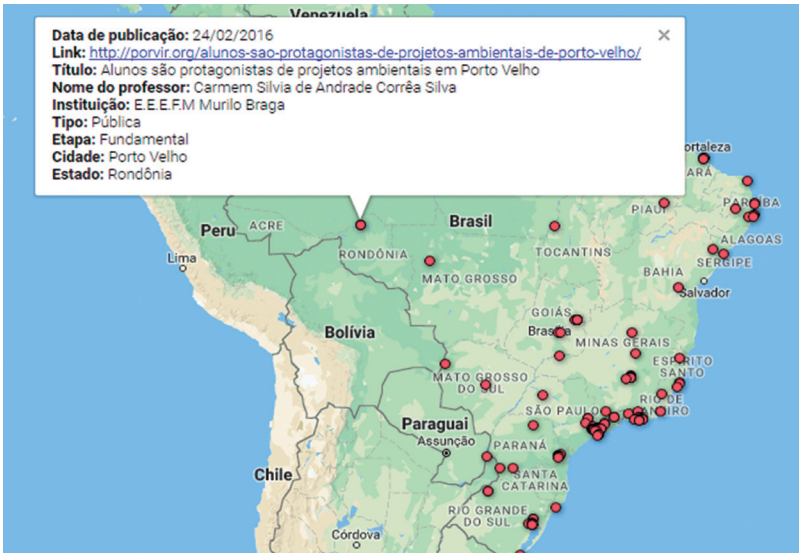 Venezuela
Data de publicação: 24/02/2016
Link: http://porvir.org/alunos-sao-protagonistas-de-projetos-ambientais-de-porto-velho/
Título: Alunos são protagonistas de projetos ambientais em Porto Velho
Nome do professor: Carmem Silvia de Andrade Corrêa Silva
Instituição: E.E.E.F.M Murilo Braga
Tipo: Pública
Etapa: Fundamental
Cidade: Porto Velho
Estado: Rondônia
ortaleza
ARÁ
PIAUÍ
PARAÍBA
Peru
ACRE
Brasil
ALAGOAS
RONDÔNIA
TOCANTINS
SERGIPE
Lima
MATO GROSSO
BAHIA
Salvador
GOIÁS
Brasília
Bolívia
MINAS GERAIS
ESPÍRITO
SANTO
MATO GROSSO
DO SUL
RIO DE
JANEIRO
SÃO PAULO
Paraguai
Assunção
PARANÁ
Chile
SANTA
CATARINA
RIO GRANDE
DO SUL
Córdova